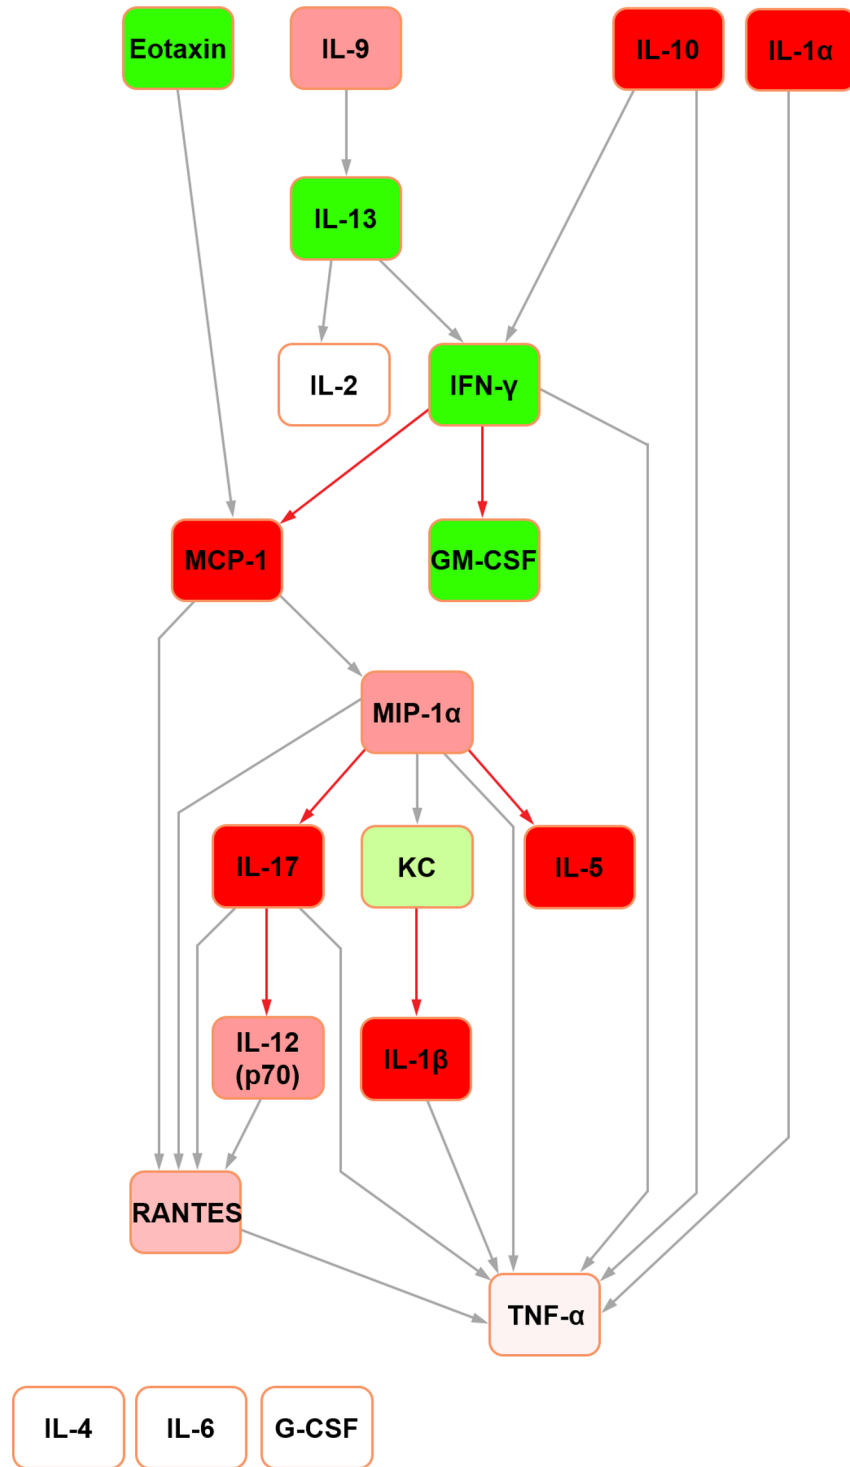 Eotaxin
IL-9
IL-10
IL-1α
IL-13
IL-2
IFN-γ
MCP-1
GM-CSF
MIP-1α
IL-17
KC
IL-5
IL-12
(p70)
IL-1β
RANTES
TNF-α
IL-4
IL-6
G-CSF